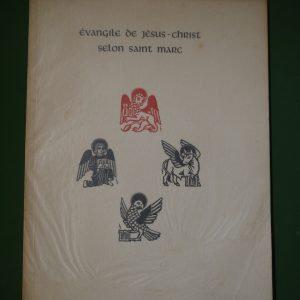 évangile de jésus-christ
selon saint marc